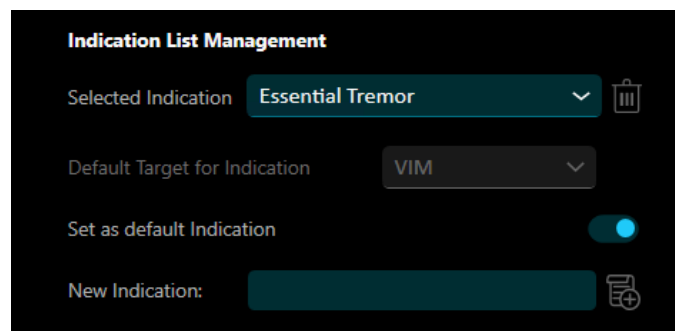 Indication List Management
Selected Indication Essential Tremor
Default Target for Indication VIM
Set as default Indication
New Indication: